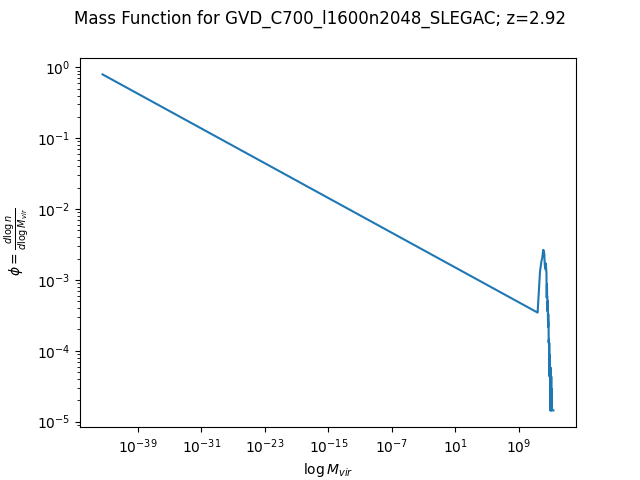 Mass Function for GVD_C700_l1600n2048_SLEGAC; z=2.92
10^0
10^-1
10^-2
10^-3
10^-4
10^-5
ϕ = d log n / d log M_vir
10^-39 10^-31 10^-23 10^-15 10^-7 10^1 10^9
log M_vir